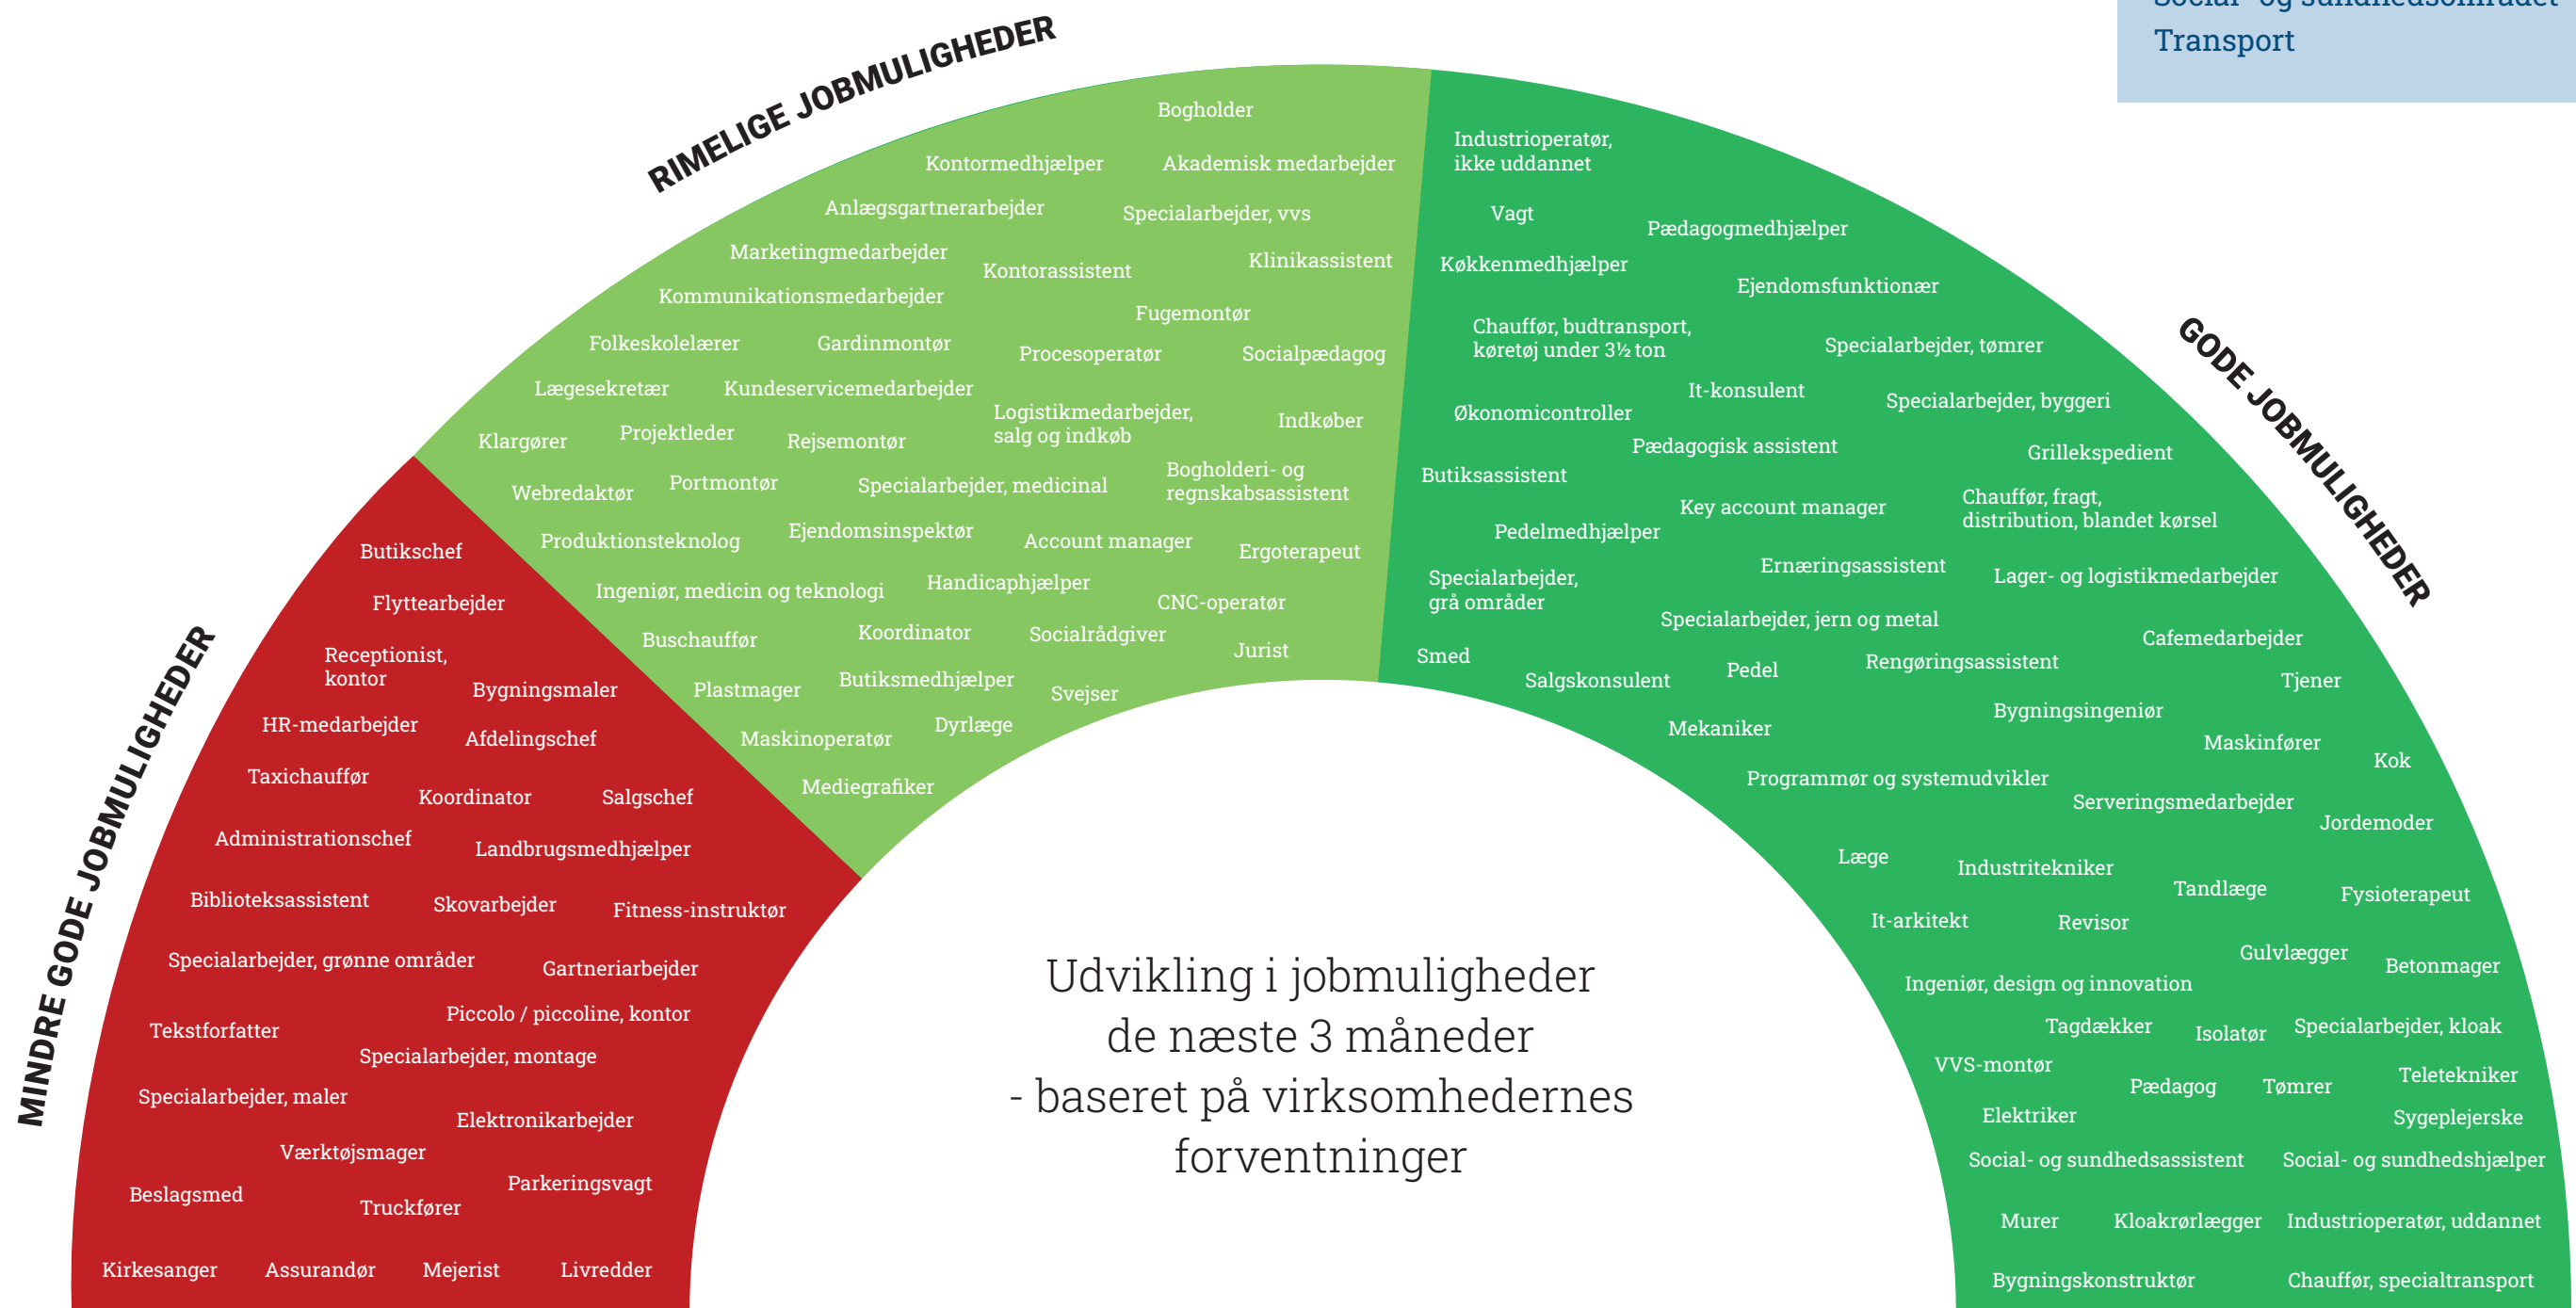 Social- og sundhedsområdet
Transport
RIMELIGE JOBMULIGHEDER
Bogholder
Kontormedhjælper
Akademisk medarbejder
Anlægsgartnerarbejder
Specialarbejder, vvs
Marketingmedarbejder
Kontorassistent
Klinikassistent
Kommunikationsmedarbejder
Fugemontør
Folkeskolelærer
Gardinmontør
Procesoperatør
Socialpædagog
Lægesekretær
Kundeservicemedarbejder
Logistikmedarbejder,
salg og indkøb
Indkøber
Klargører
Projektleder
Rejsemontør
Bogholderi- og
regnskabsassistent
Webredaktør
Portmontør
Specialarbejder, medicinal
Produktionsteknolog
Ejendomsinspektør
Account manager
Ergoterapeut
Ingeniør, medicin og teknologi
Handicaphjælper
CNC-operatør
Buschauffør
Koordinator
Socialrådgiver
Jurist
Plastmager
Butiksmedhjælper
Svejser
Maskinoperatør
Dyrlæge
Mediegrafiker
GODE JOBMULIGHEDER
Industrioperatør,
ikke uddannet
Vagt
Pædagogmedhjælper
Køkkenmedhjælper
Ejendomsfunktionær
Chauffør, budtransport,
køretøj under 3½ ton
Specialarbejder, tømrer
It-konsulent
Økonomicontroller
Specialarbejder, byggeri
Pædagogisk assistent
Grillekspedient
Butiksassistent
Key account manager
Chauffør, fragt,
distribution, blandet kørsel
Pedelmedhjælper
Ernæringsassistent
Lager- og logistikmedarbejder
Specialarbejder,
grå områder
Specialarbejder, jern og metal
Cafemedarbejder
Smed
Salgskonsulent
Pedel
Rengøringsassistent
Tjener
Mekaniker
Bygningsingeniør
Maskinfører
Kok
Programmør og systemudvikler
Serveringsmedarbejder
Jordemoder
Læge
Industritekniker
Tandlæge
Fysioterapeut
It-arkitekt
Revisor
Gulvlægger
Betonmager
Ingeniør, design og innovation
Tagdækker
Isolatør
Specialarbejder, kloak
VVS-montør
Pædagog
Tømrer
Teletekniker
Elektriker
Sygeplejerske
Social- og sundhedsassistent
Social- og sundhedshjælper
Murer
Kloakrørlægger
Industrioperatør, uddannet
Bygningskonstruktør
Chauffør, specialtransport
MINDRE GODE JOBMULIGHEDER
Butikschef
Flyttearbejder
Receptionist,
kontor
Bygningsmaler
HR-medarbejder
Afdelingschef
Taxichauffør
Koordinator
Salgschef
Administrationschef
Landbrugsmedhjælper
Biblioteksassistent
Skovarbejder
Fitness-instruktør
Specialarbejder, grønne områder
Gartneriarbejder
Tekstforfatter
Piccolo / piccoline, kontor
Specialarbejder, montage
Specialarbejder, maler
Elektronikarbejder
Værktøjsmager
Parkeringsvagt
Beslagsmed
Truckfører
Kirkesanger
Assurandør
Mejerist
Livredder
Udvikling i jobmuligheder
de næste 3 måneder
- baseret på virksomhedernes
forventninger